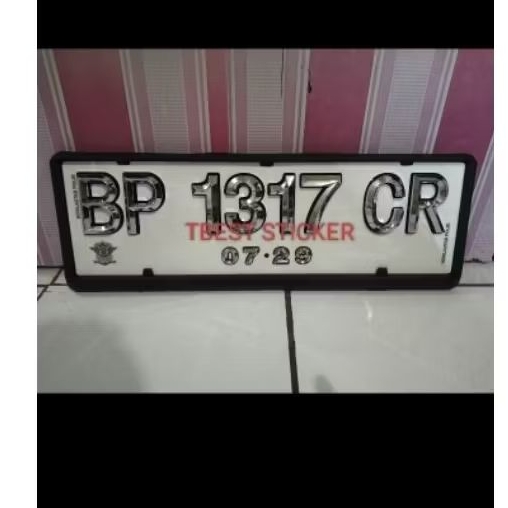 BP 1317 CR
TBEST STICKER
07•29